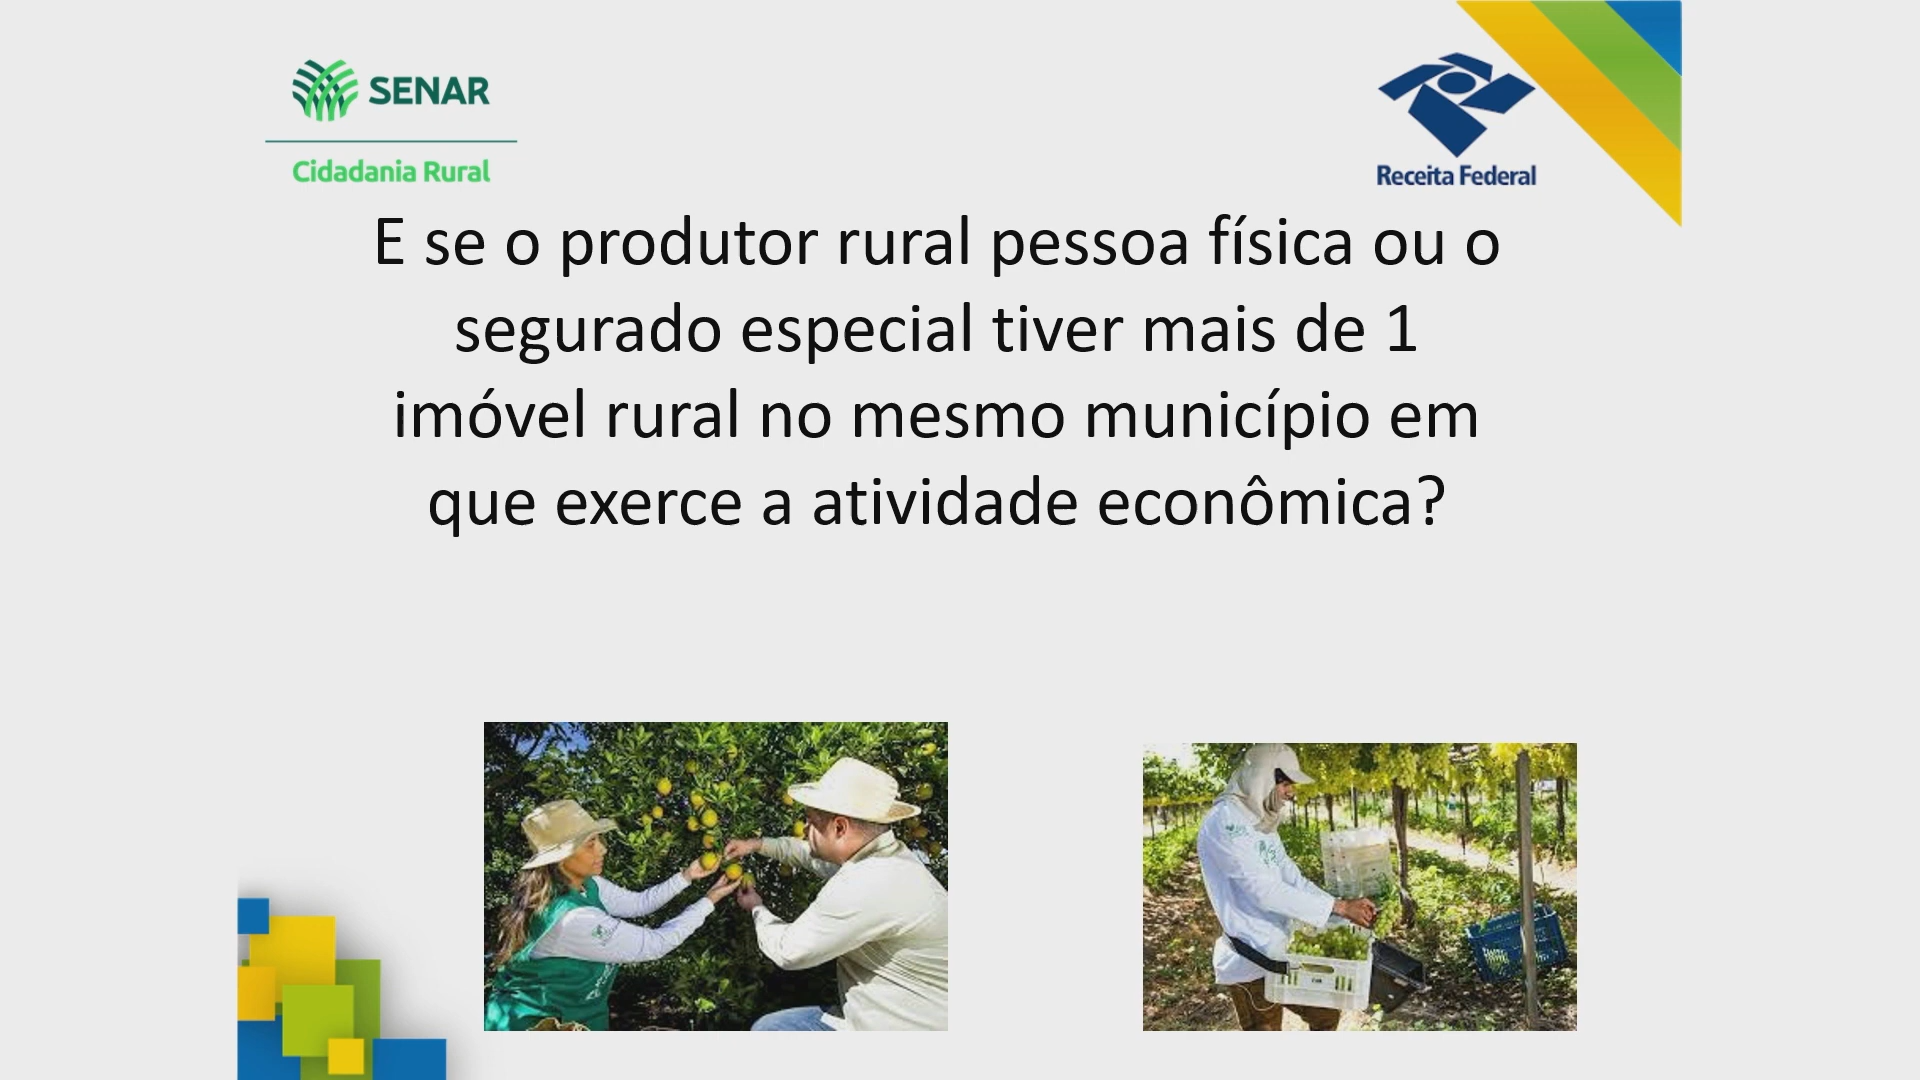 SENAR
Cidadania Rural
Receita Federal
E se o produtor rural pessoa física ou o
segurado especial tiver mais de 1
imóvel rural no mesmo município em
que exerce a atividade econômica?